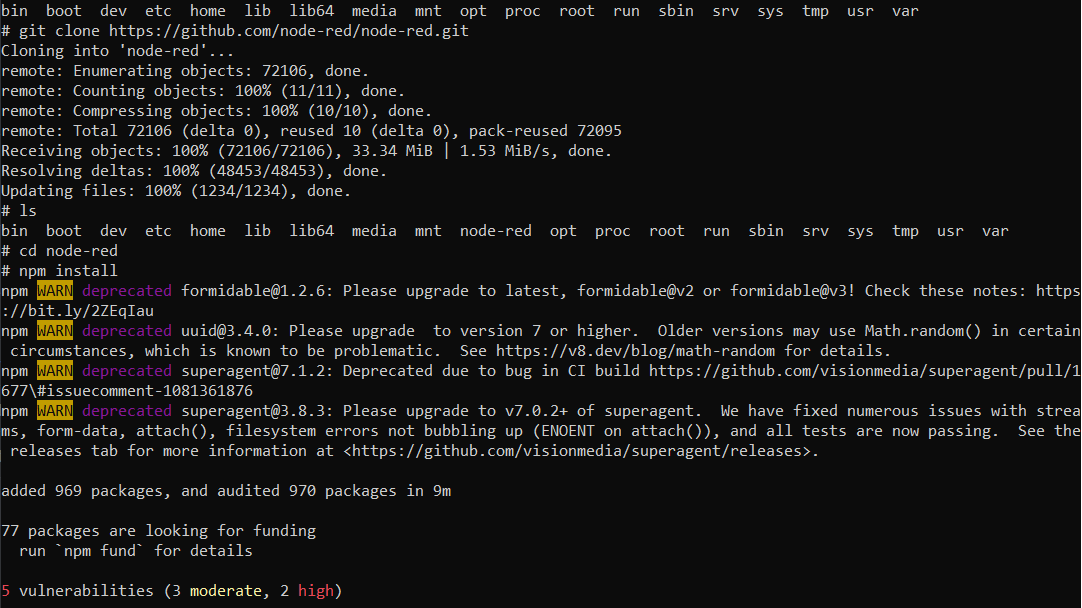 bin  boot  dev  etc  home  lib  lib64  media  mnt  opt  proc  root  run  sbin  srv  sys  tmp  usr  var
# git clone https://github.com/node-red/node-red.git
Cloning into 'node-red'...
remote: Enumerating objects: 72106, done.
remote: Counting objects: 100% (11/11), done.
remote: Compressing objects: 100% (10/10), done.
remote: Total 72106 (delta 0), reused 10 (delta 0), pack-reused 72095
Receiving objects: 100% (72106/72106), 33.34 MiB | 1.53 MiB/s, done.
Resolving deltas: 100% (48453/48453), done.
Updating files: 100% (1234/1234), done.
# ls
bin  boot  dev  etc  home  lib  lib64  media  mnt  node-red  opt  proc  root  run  sbin  srv  sys  tmp  usr  var
# cd node-red
# npm install
npm WARN deprecated formidable@1.2.6: Please upgrade to latest, formidable@v2 or formidable@v3! Check these notes: https
://bit.ly/2ZEqIau
npm WARN deprecated uuid@3.4.0: Please upgrade  to version 7 or higher.  Older versions may use Math.random() in certain
 circumstances, which is known to be problematic.  See https://v8.dev/blog/math-random for details.
npm WARN deprecated superagent@7.1.2: Deprecated due to bug in CI build https://github.com/visionmedia/superagent/pull/1
677\#issuecomment-1081361876
npm WARN deprecated superagent@3.8.3: Please upgrade to v7.0.2+ of superagent.  We have fixed numerous issues with strea
ms, form-data, attach(), filesystem errors not bubbling up (ENOENT on attach()), and all tests are now passing.  See the
 releases tab for more information at <https://github.com/visionmedia/superagent/releases>.
added 969 packages, and audited 970 packages in 9m
77 packages are looking for funding
  run `npm fund` for details
5 vulnerabilities (3 moderate, 2 high)